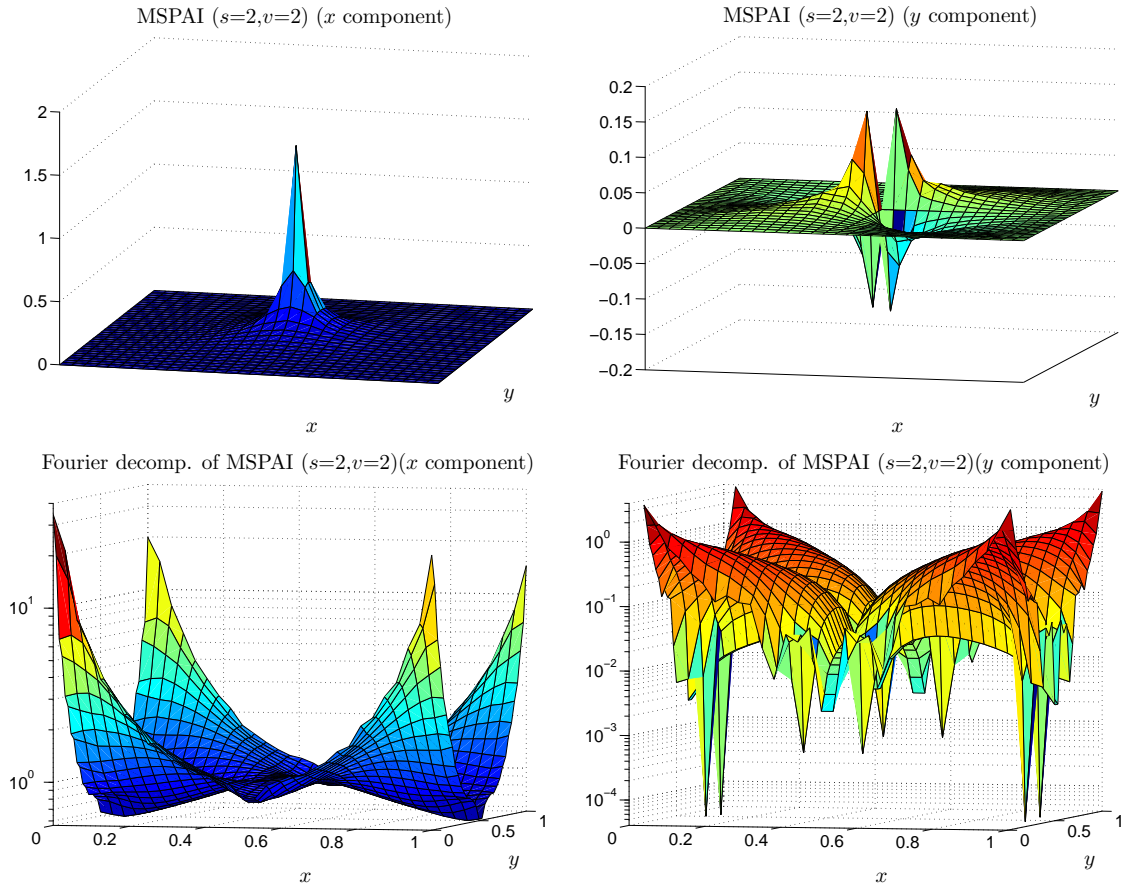 MSPAI (s=2,v=2) (x component)
2
1.5
1
0.5
0
y
x
MSPAI (s=2,v=2) (y component)
0.2
0.15
0.1
0.05
0
−0.05
−0.1
−0.15
−0.2
y
x
Fourier decomp. of MSPAI (s=2,v=2)(x component)
10^1
10^0
0 0.2 0.4 0.6 0.8 1 0 0.5 1
y
x
Fourier decomp. of MSPAI (s=2,v=2)(y component)
10^0
10^−1
10^−2
10^−3
10^−4
0 0.2 0.4 0.6 0.8 1 0 0.5 1
y
x